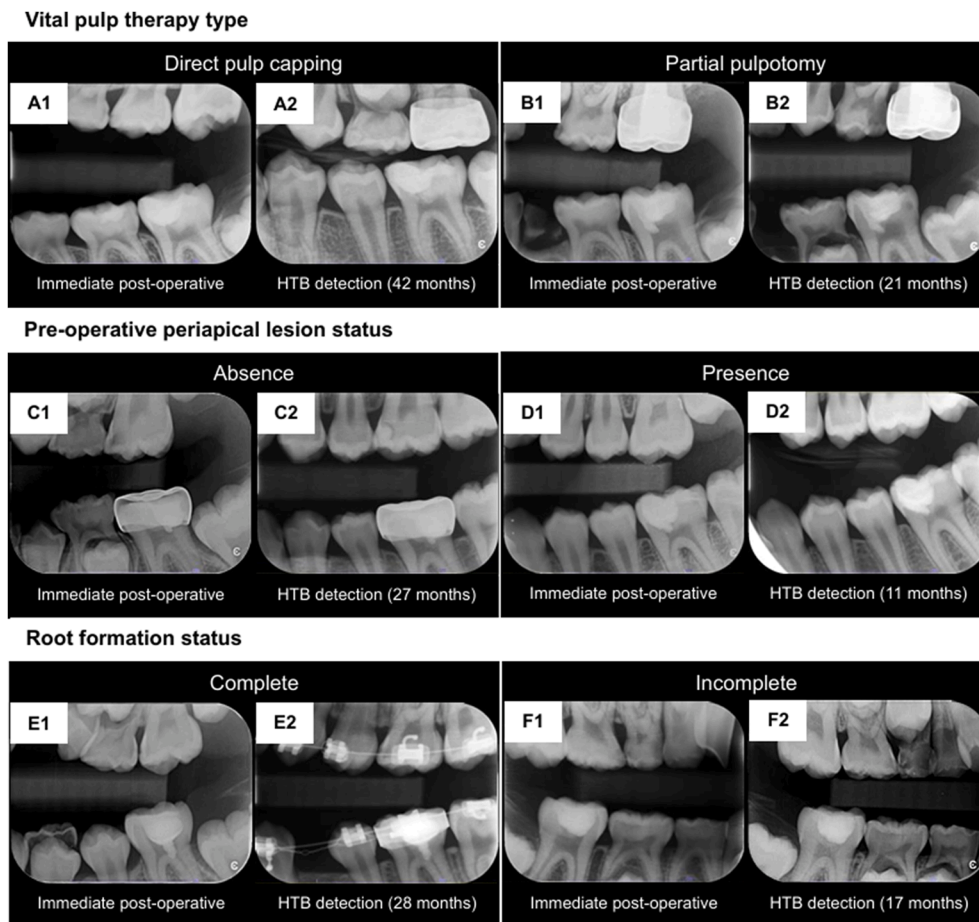 Vital pulp therapy type
Direct pulp capping
Partial pulpotomy
A1
A2
B1
B2
Immediate post-operative
HTB detection (42 months)
Immediate post-operative
HTB detection (21 months)
Pre-operative periapical lesion status
Absence
Presence
C1
C2
D1
D2
Immediate post-operative
HTB detection (27 months)
Immediate post-operative
HTB detection (11 months)
Root formation status
Complete
Incomplete
E1
E2
F1
F2
Immediate post-operative
HTB detection (28 months)
Immediate post-operative
HTB detection (17 months)